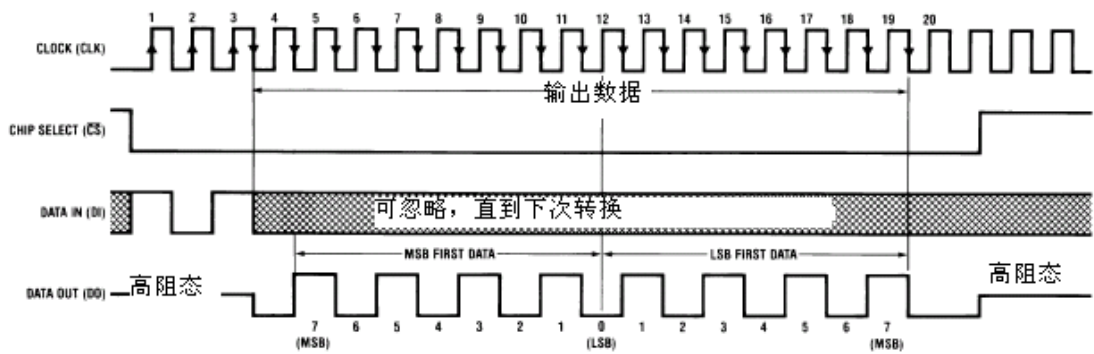 1 2 3 4 5 6 7 8 9 10 11 12 13 14 15 16 17 18 19 20
CLOCK (CLK)
输出数据
CHIP SELECT (CS)
DATA IN (DI)
可忽略，直到下次转换
MSB FIRST DATA LSB FIRST DATA
DATA OUT (DO) 高阻态 高阻态
7 6 5 4 3 2 1 0 1 2 3 4 5 6 7
(MSB) (LSB) (MSB)